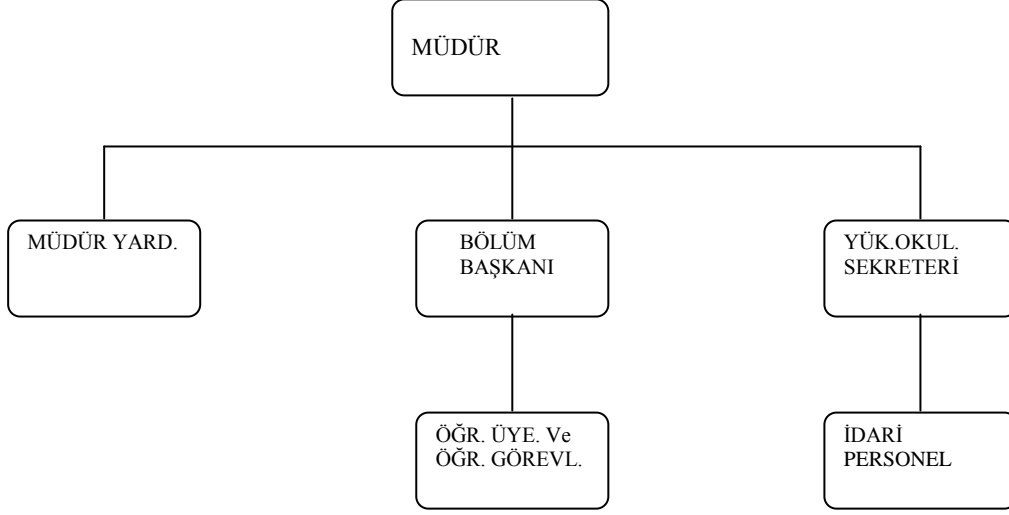 MÜDÜR
MÜDÜR YARD.
BÖLÜM
BAŞKANI
YÜK.OKUL.
SEKRETERİ
ÖĞR. ÜYE. Ve
ÖĞR. GÖREVL.
İDARİ
PERSONEL